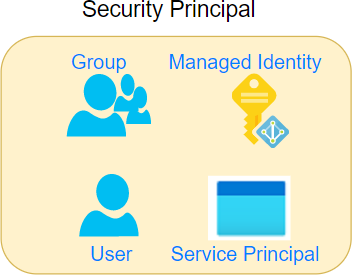 Security Principal
Group
Managed Identity
User
Service Principal